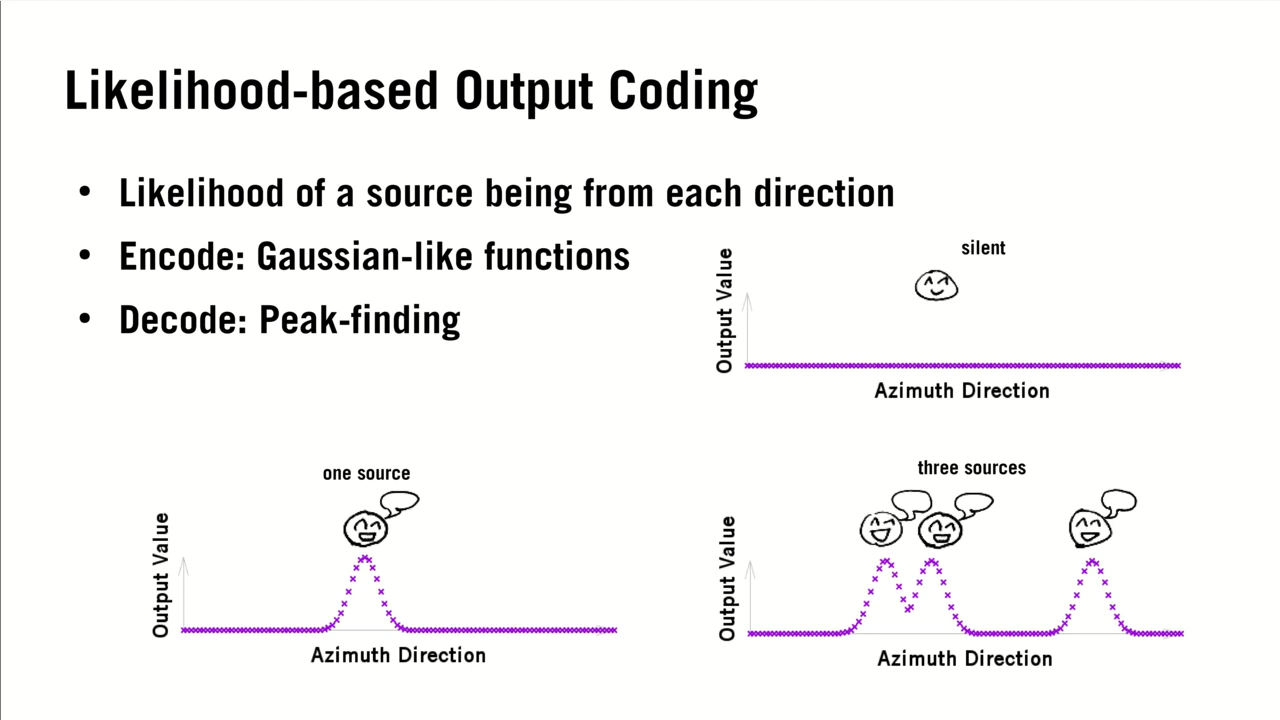 Likelihood-based Output Coding
• Likelihood of a source being from each direction
• Encode: Gaussian-like functions
• Decode: Peak-finding
silent
Output Value
Azimuth Direction
one source
Output Value
Azimuth Direction
three sources
Output Value
Azimuth Direction